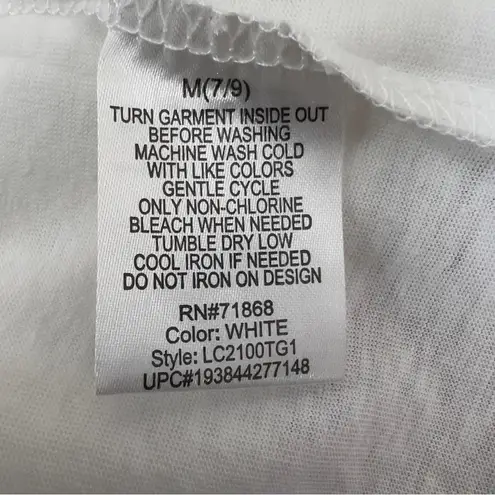 M(7/9)
TURN GARMENT INSIDE OUT
BEFORE WASHING
MACHINE WASH COLD
WITH LIKE COLORS
GENTLE CYCLE
ONLY NON-CHLORINE
BLEACH WHEN NEEDED
TUMBLE DRY LOW
COOL IRON IF NEEDED
DO NOT IRON ON DESIGN
RN#71868
Color: WHITE
Style: LC2100TG1
UPC#193844277148